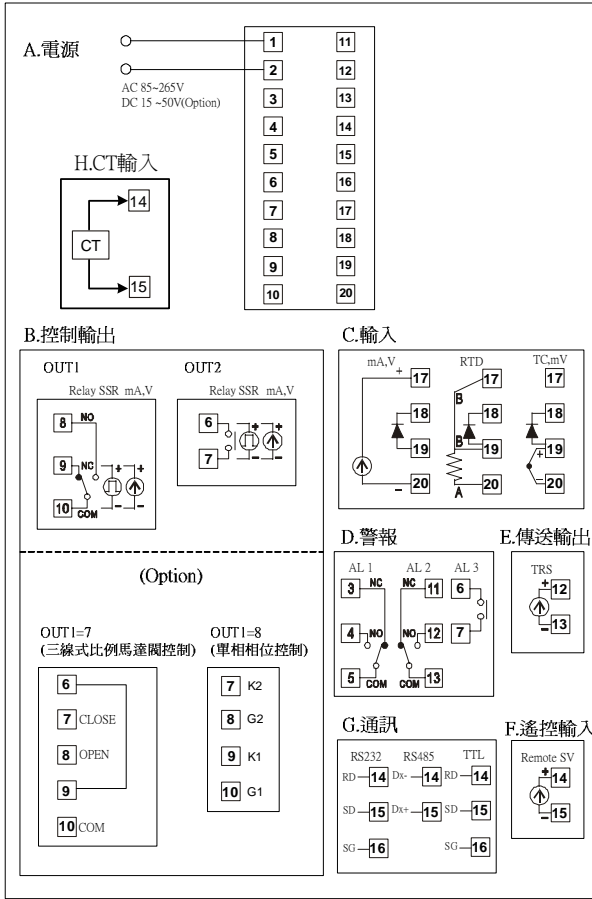 A.電源
AC 85~265V
DC 15 ~50V(Option)
1 11
2 12
3 13
4 14
5 15
6 16
7 17
8 18
9 19
10 20
H.CT輸入
14
CT
15
B.控制輸出
OUT1
Relay SSR mA,V
8 NO
9 NC + +
10 COM − −
OUT2
Relay SSR mA,V
6 + +
7 − −
(Option)
OUT1=7
(三線式比例馬達閥控制)
6
7 CLOSE
8 OPEN
9
10 COM
OUT1=8
(單相相位控制)
7 K2
8 G2
9 K1
10 G1
C.輸入
mA,V RTD TC,mV
+ 17 17 17
B
18 18 18
B
19 19 + 19
− 20 A 20 − 20
D.警報
AL 1 AL 2 AL 3
3 NC NC 11 6
4 NO NO 12 7
5 COM COM 13
E.傳送輸出
TRS
+ 12
− 13
G.通訊
RS232 RS485 TTL
RD 14 Dx- 14 RD 14
SD 15 Dx+ 15 SD 15
SG 16 SG 16
F.遙控輸入
Remote SV
+ 14
− 15